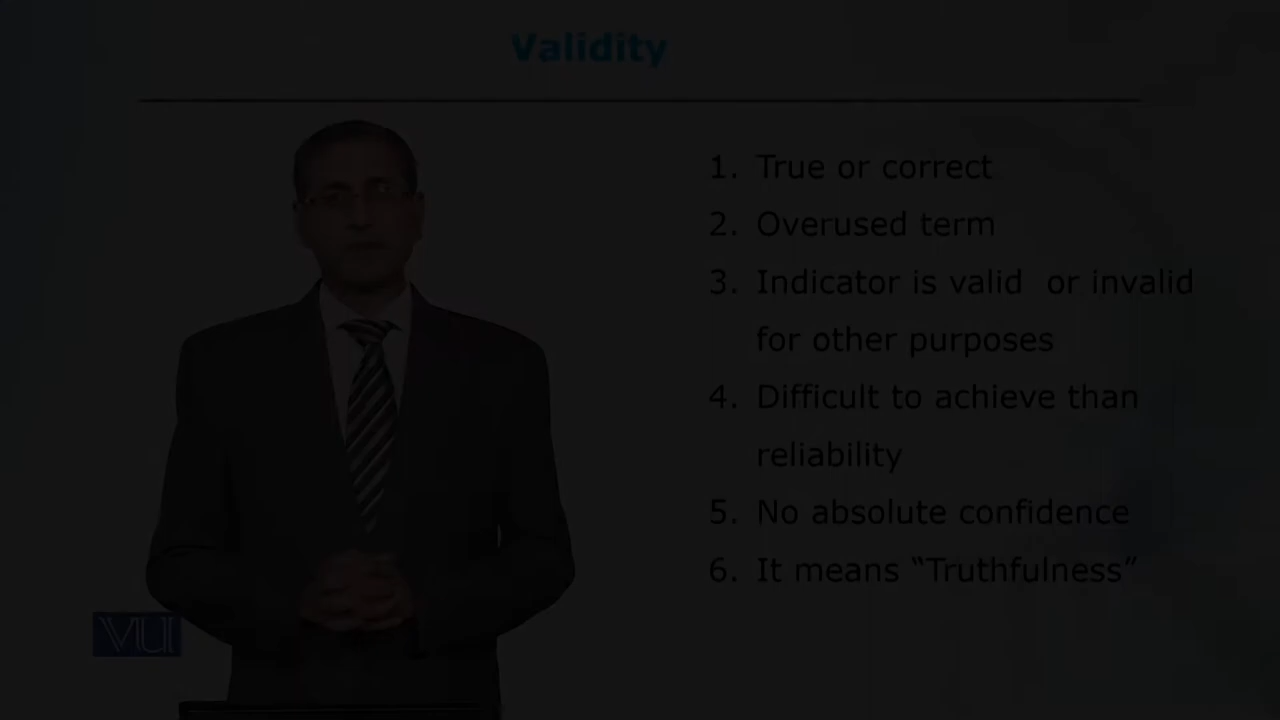 Validity
1. True or correct
2. Overused term
3. Indicator is valid or invalid
for other purposes
4. Difficult to achieve than
reliability
5. No absolute confidence
6. It means “Truthfulness”
VU